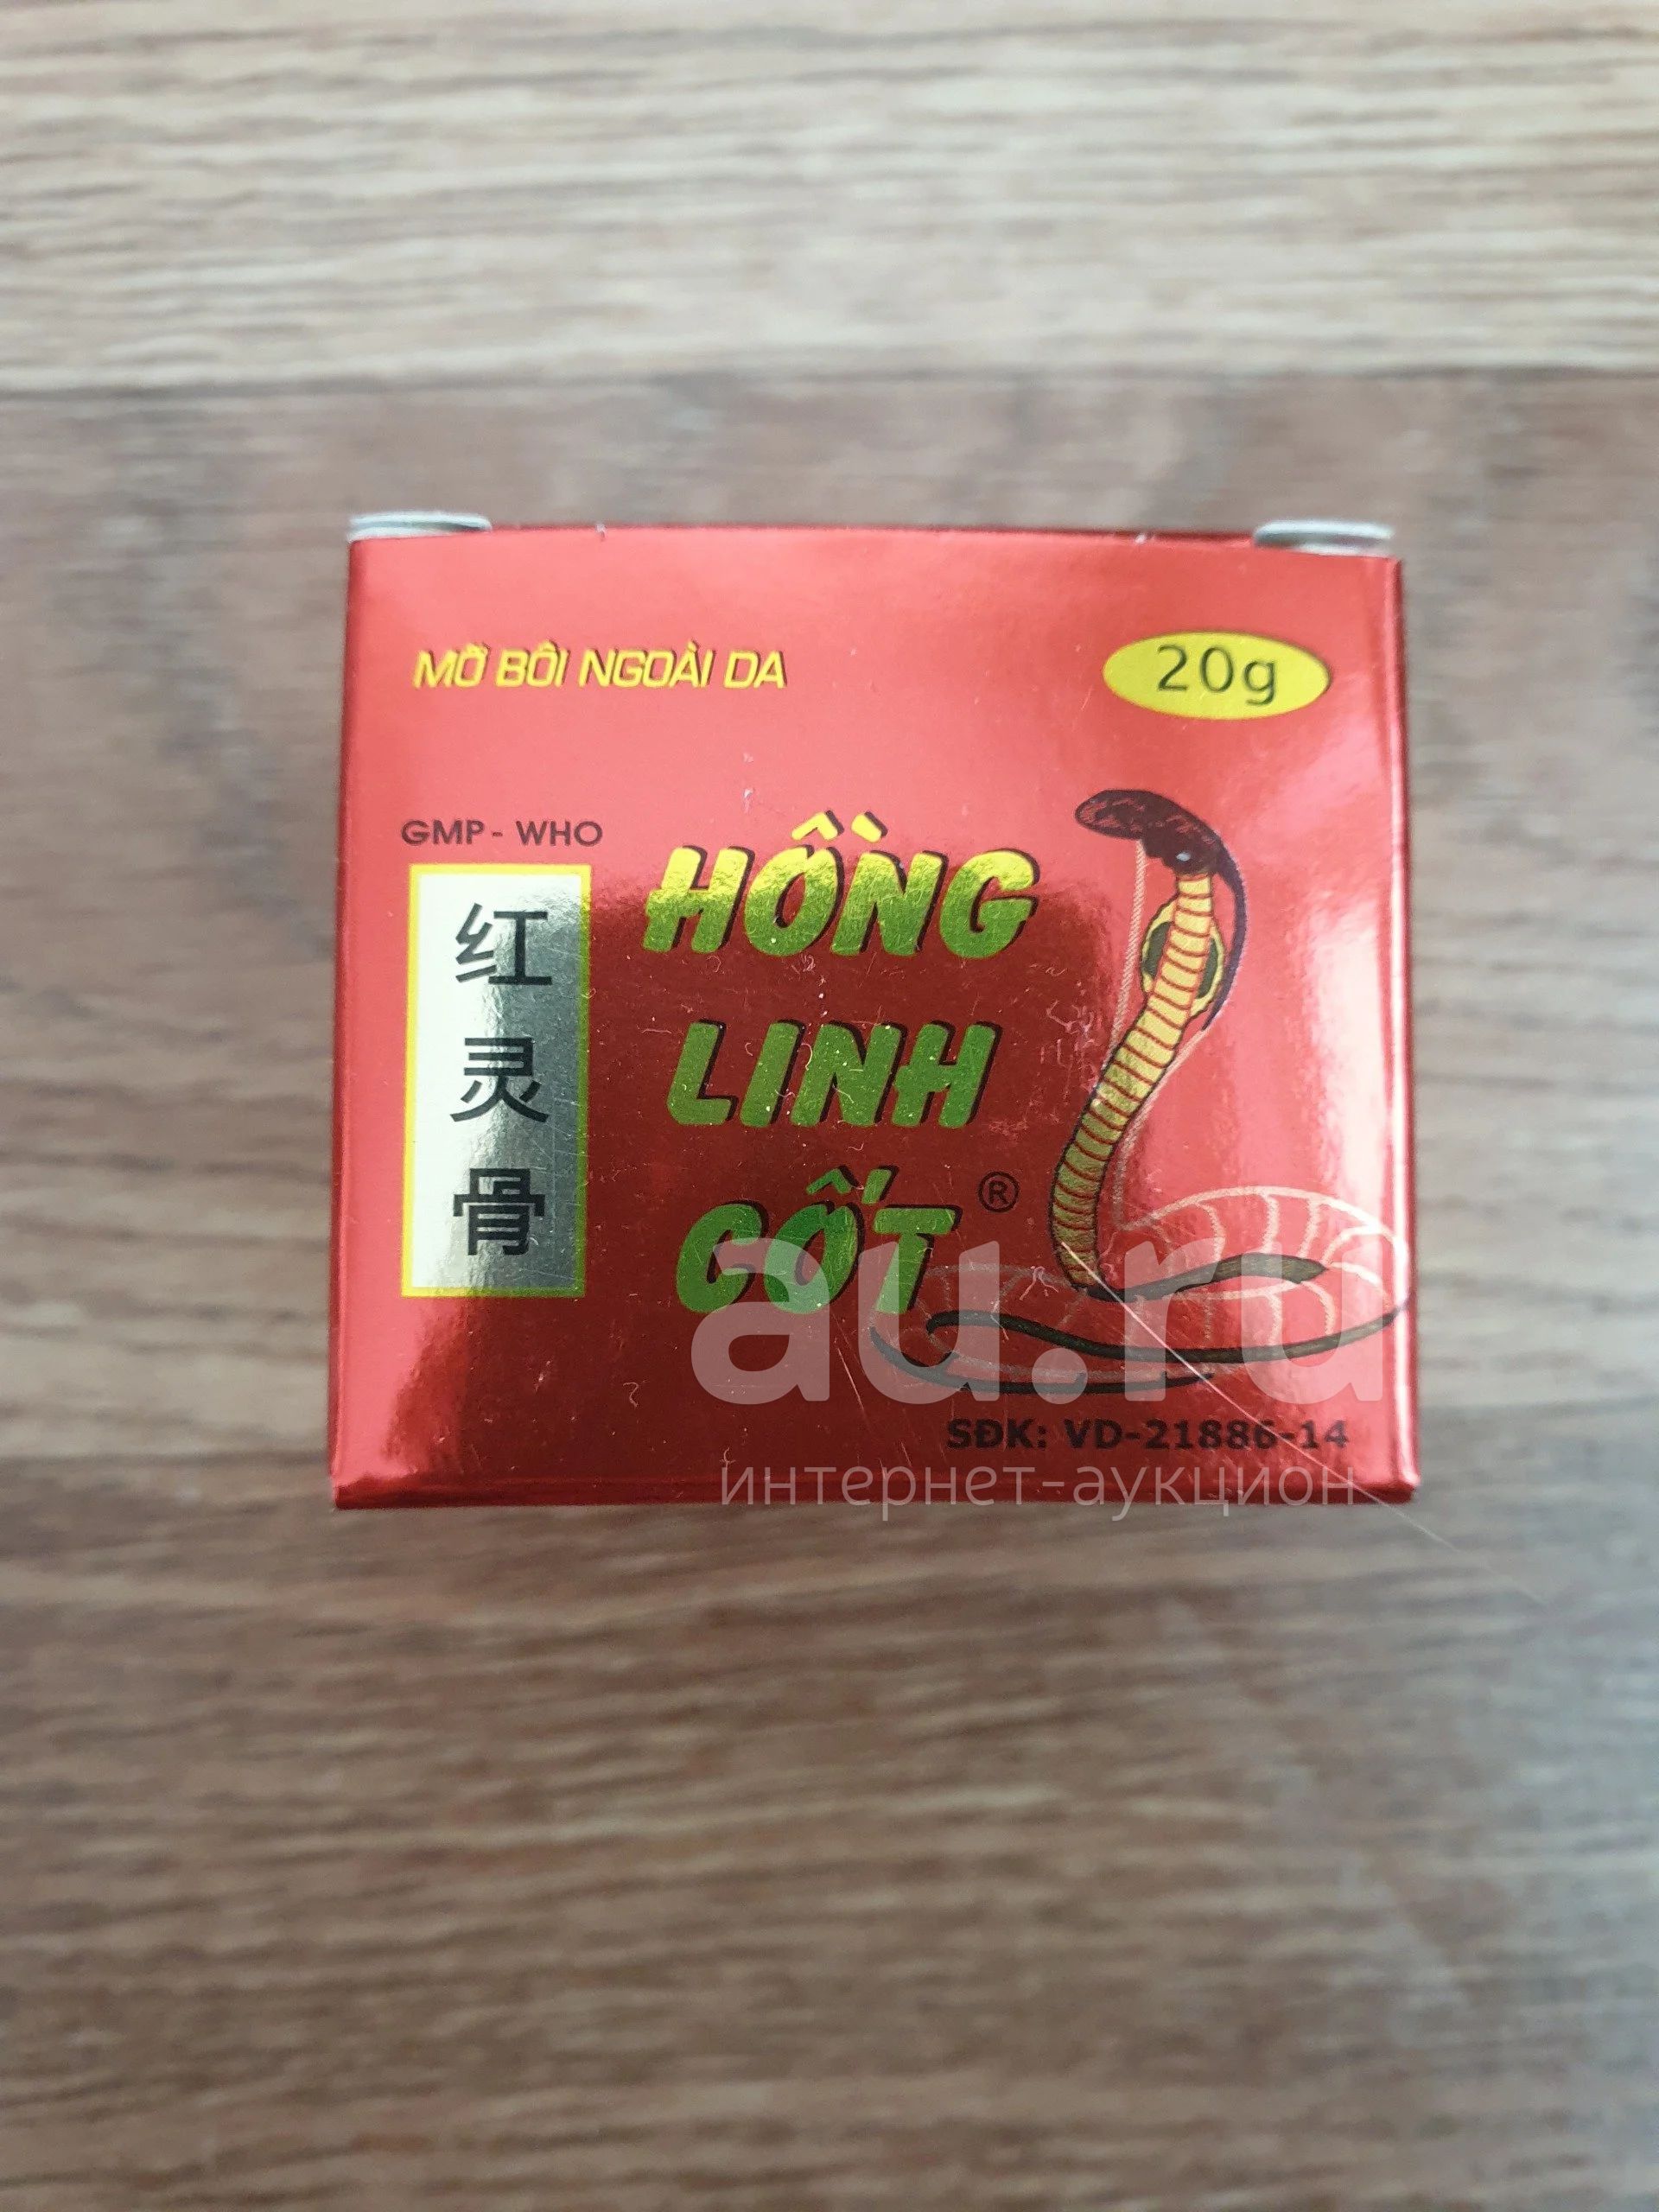 MỠ BÔI NGOÀI DA
20g
GMP - WHO
红
灵
骨
HỒNG
LINH
CỐT ®
au.ru
SĐK: VD-21886-14
интернет-аукцион